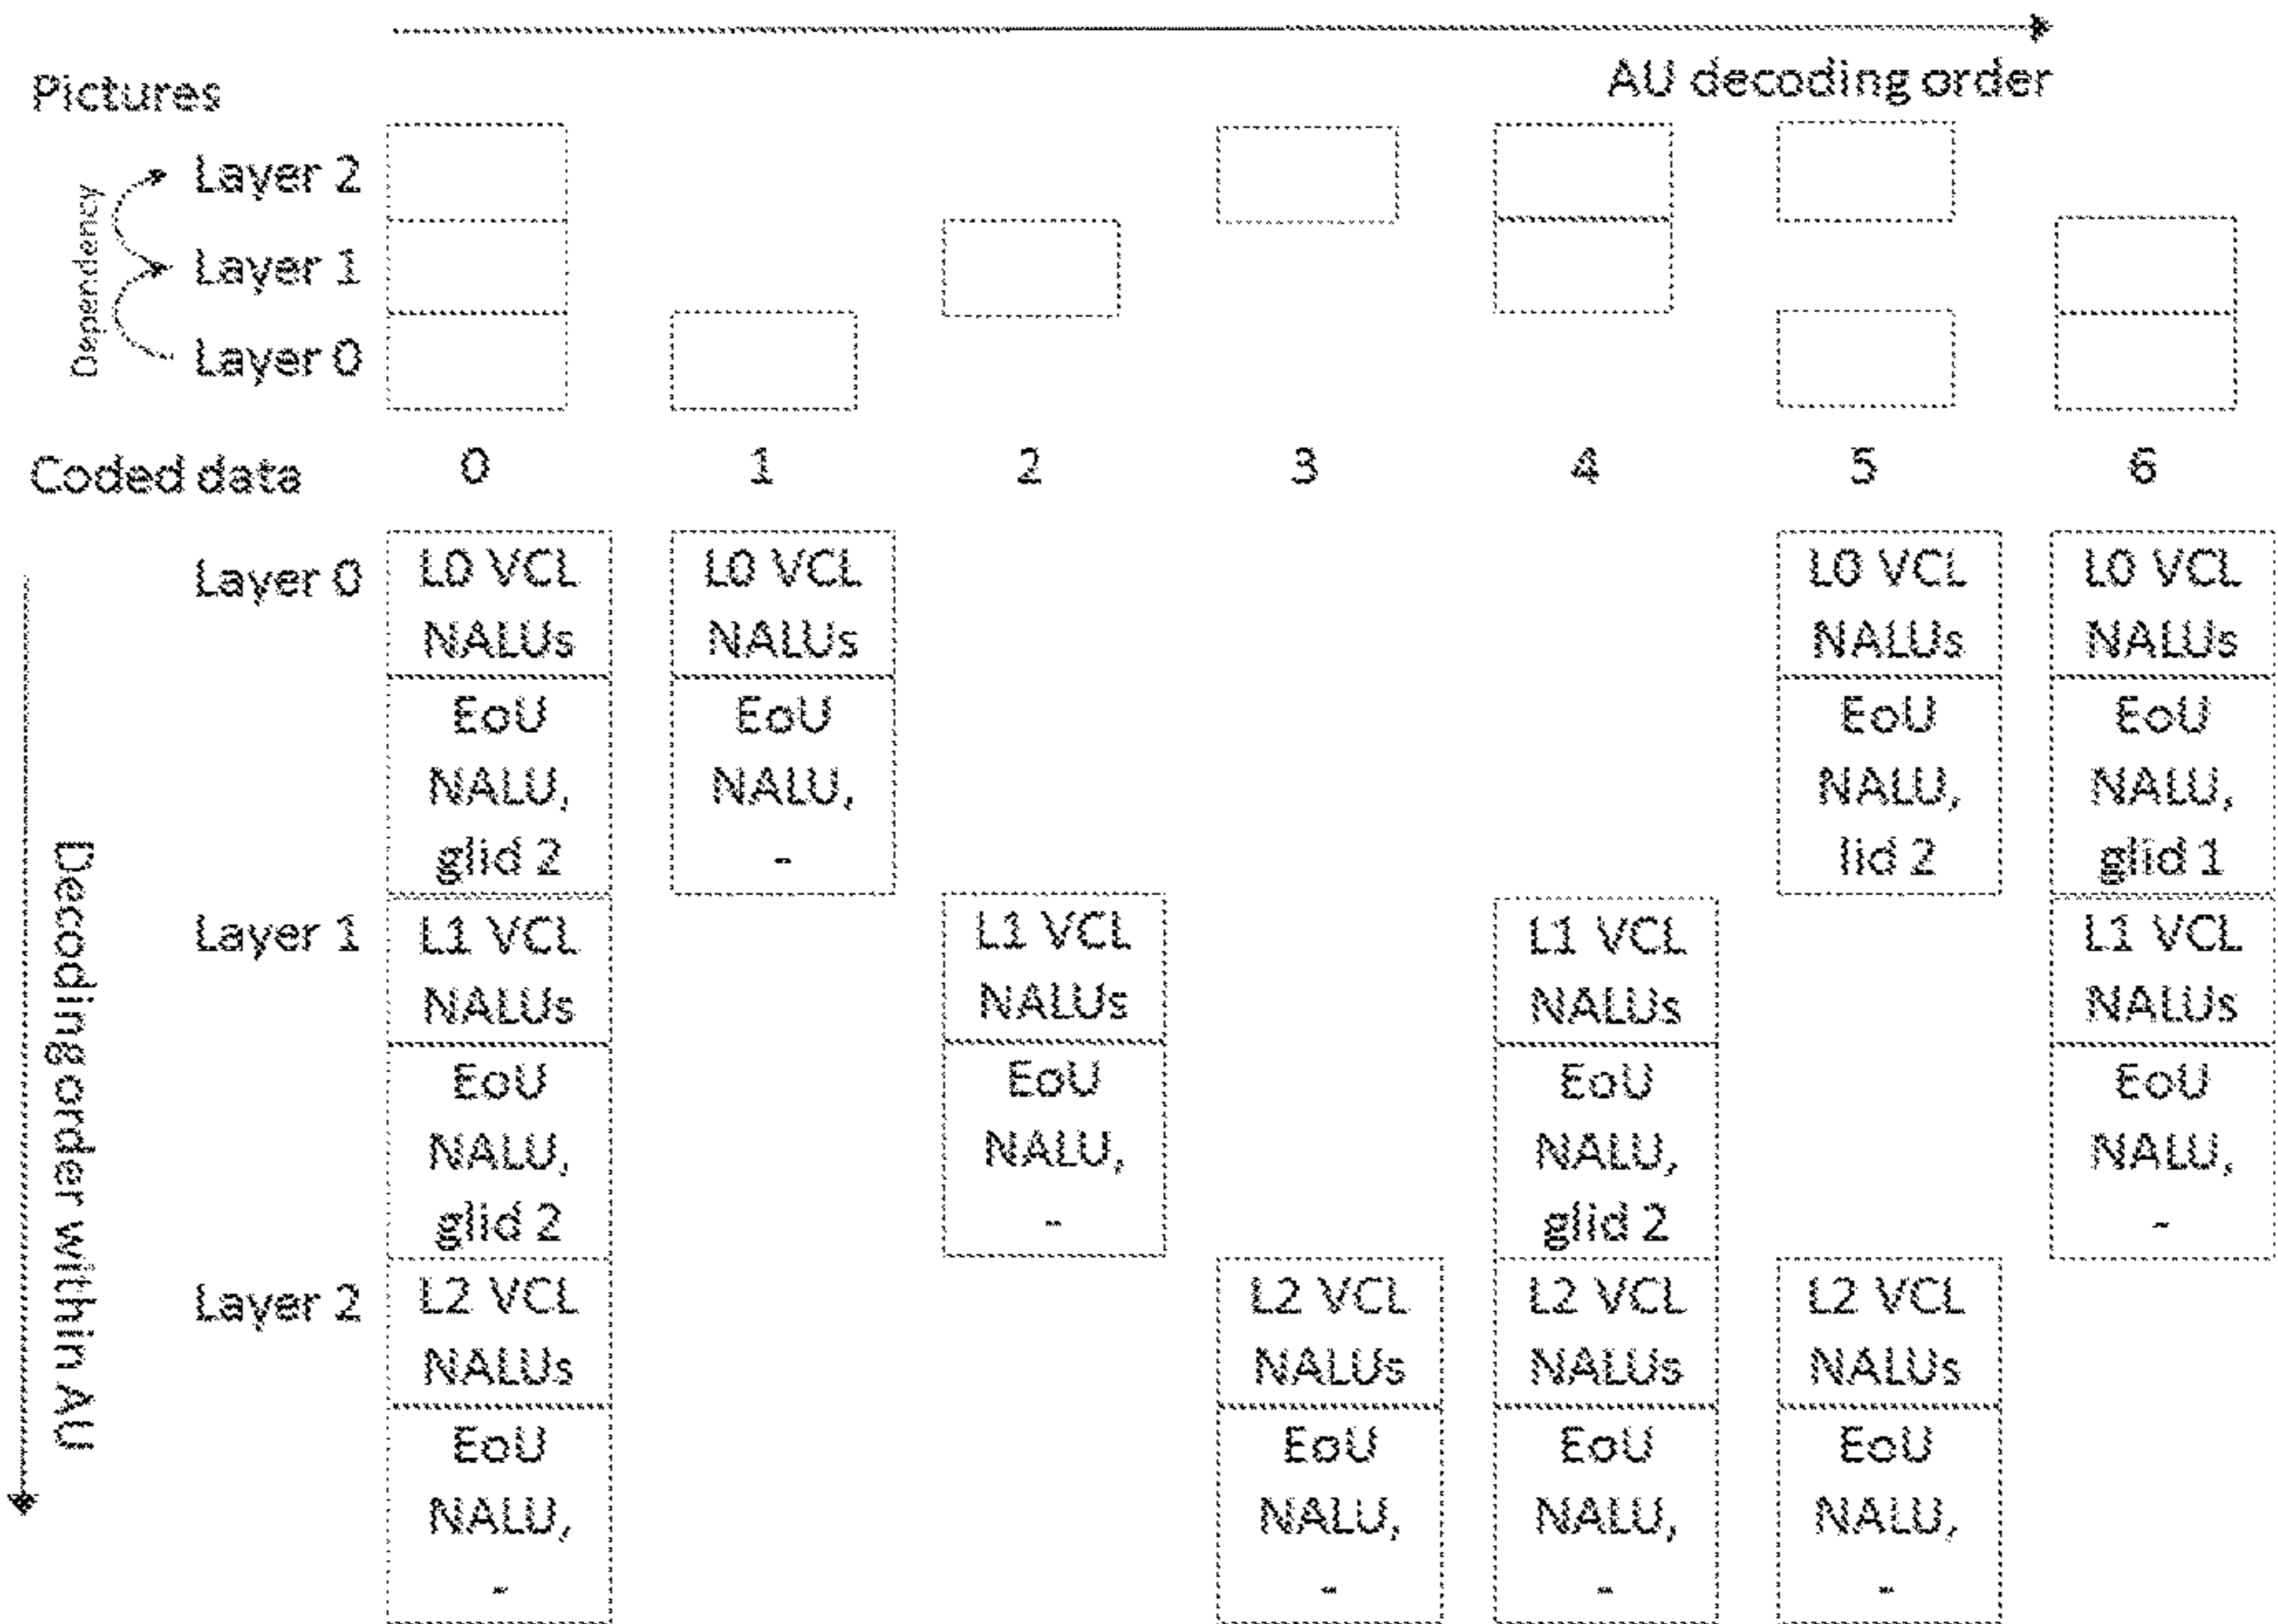 AU decoding order
Pictures
Dependency
Layer 2
Layer 1
Layer 0
Coded data 0 1 2 3 4 5 6
Decoding order within AU
Layer 0
L0 VCL L0 VCL L0 VCL L0 VCL
NALUs NALUs NALUs NALUs
EoU EoU EoU EoU
NALU, NALU, NALU, NALU,
glid 2 - lid 2 glid 1
Layer 1
L1 VCL L1 VCL L1 VCL L1 VCL
NALUs NALUs NALUs NALUs
EoU EoU EoU EoU
NALU, NALU, NALU, NALU,
glid 2 - glid 2 -
Layer 2
L2 VCL L2 VCL L2 VCL L2 VCL
NALUs NALUs NALUs NALUs
EoU EoU EoU EoU
NALU, NALU, NALU, NALU,
- - - -